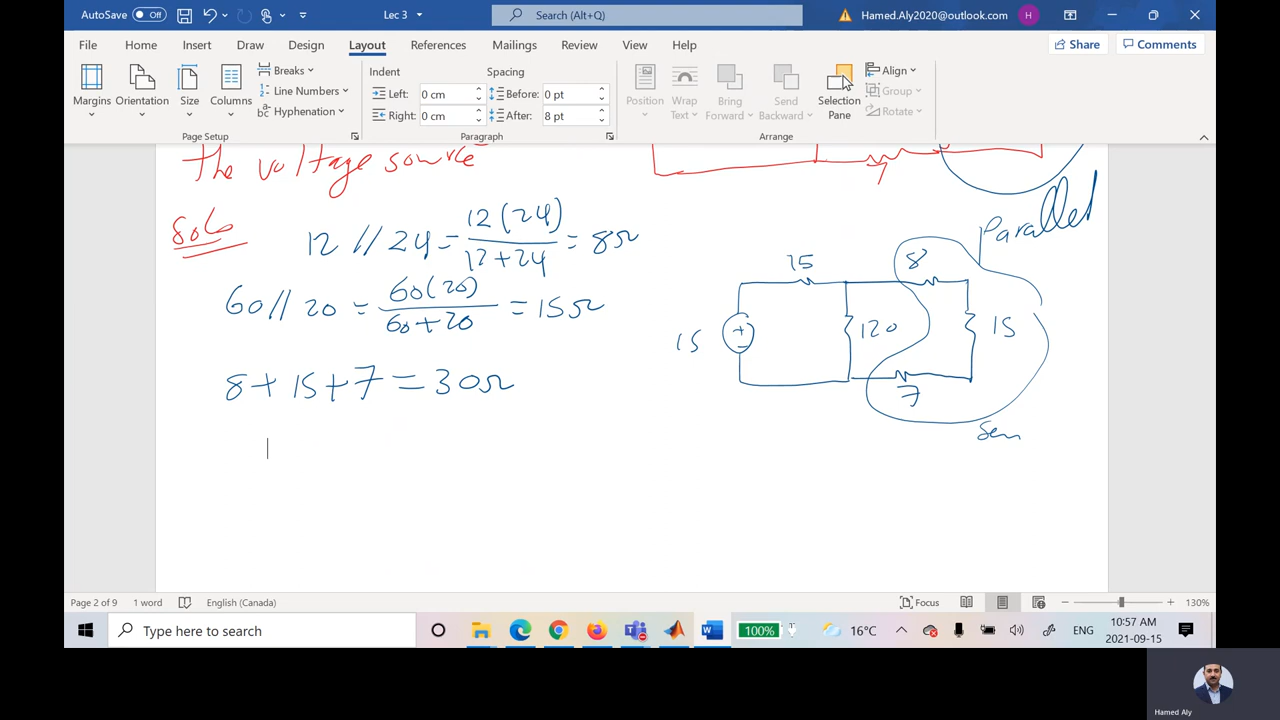 AutoSave Off Lec 3 Search (Alt+Q) Hamed.Aly2020@outlook.com H
File Home Insert Draw Design Layout References Mailings Review View Help Share Comments
Margins Orientation Size Columns Breaks Line Numbers Hyphenation
Page Setup
Indent Spacing
Left: 0 cm Before: 0 pt
Right: 0 cm After: 8 pt
Paragraph
Position Wrap Text Bring Forward Send Backward Selection Pane Align Group Rotate
Arrange
the voltage source
7
Parallel
12 // 24 = 12(24) / 12+24 = 8Ω
60 // 20 = 60(20) / 60+20 = 15Ω
8 + 15 + 7 = 30Ω
15 8
15 + - 120 15
7
Page 2 of 9 1 word English (Canada) Focus 130%
Type here to search 100% 16°C ENG 10:57 AM 2021-09-15
Hamed Aly